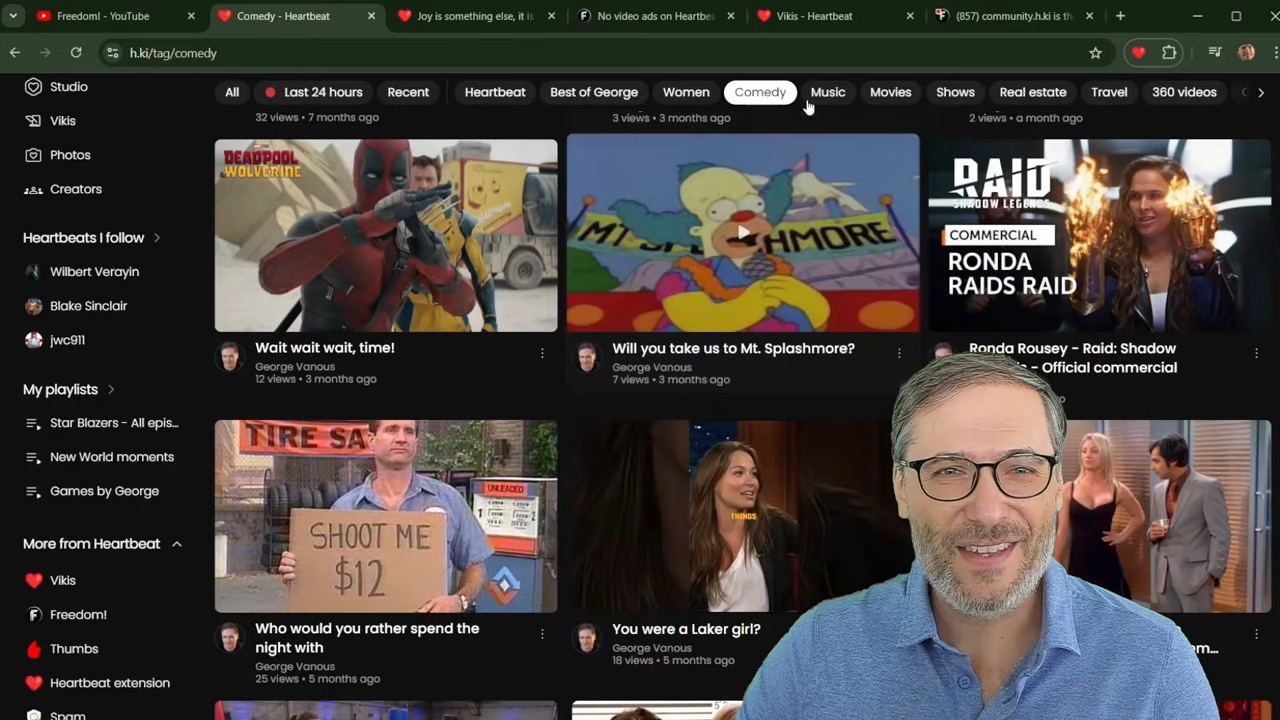 Freedom! - YouTube
Comedy - Heartbeat
Joy is something else, it is
No video ads on Heartbea
Vikis - Heartbeat
(857) community.h.ki is the
h.ki/tag/comedy
Studio
Vikis
Photos
Creators
Heartbeats I follow
Wilbert Verayin
Blake Sinclair
jwc911
My playlists
Star Blazers - All epis...
New World moments
Games by George
More from Heartbeat
Vikis
Freedom!
Thumbs
Heartbeat extension
Spam
All
Last 24 hours
Recent
Heartbeat
Best of George
Women
Comedy
Music
Movies
Shows
Real estate
Travel
360 videos
32 views • 7 months ago
3 views • 3 months ago
2 views • a month ago
DEADPOOL
WOLVERINE
Wait wait wait, time!
George Vanous
12 views • 3 months ago
MT. SPLASHMORE
Will you take us to Mt. Splashmore?
George Vanous
7 views • 3 months ago
RAID
SHADOW LEGENDS
COMMERCIAL
RONDA
RAIDS RAID
Ronda Rousey - Raid: Shadow
- Official commercial
TIRE SA
UNLEADED
SHOOT ME
$12
Who would you rather spend the
night with
George Vanous
25 views • 5 months ago
THINGS
You were a Laker girl?
George Vanous
18 views • 5 months ago